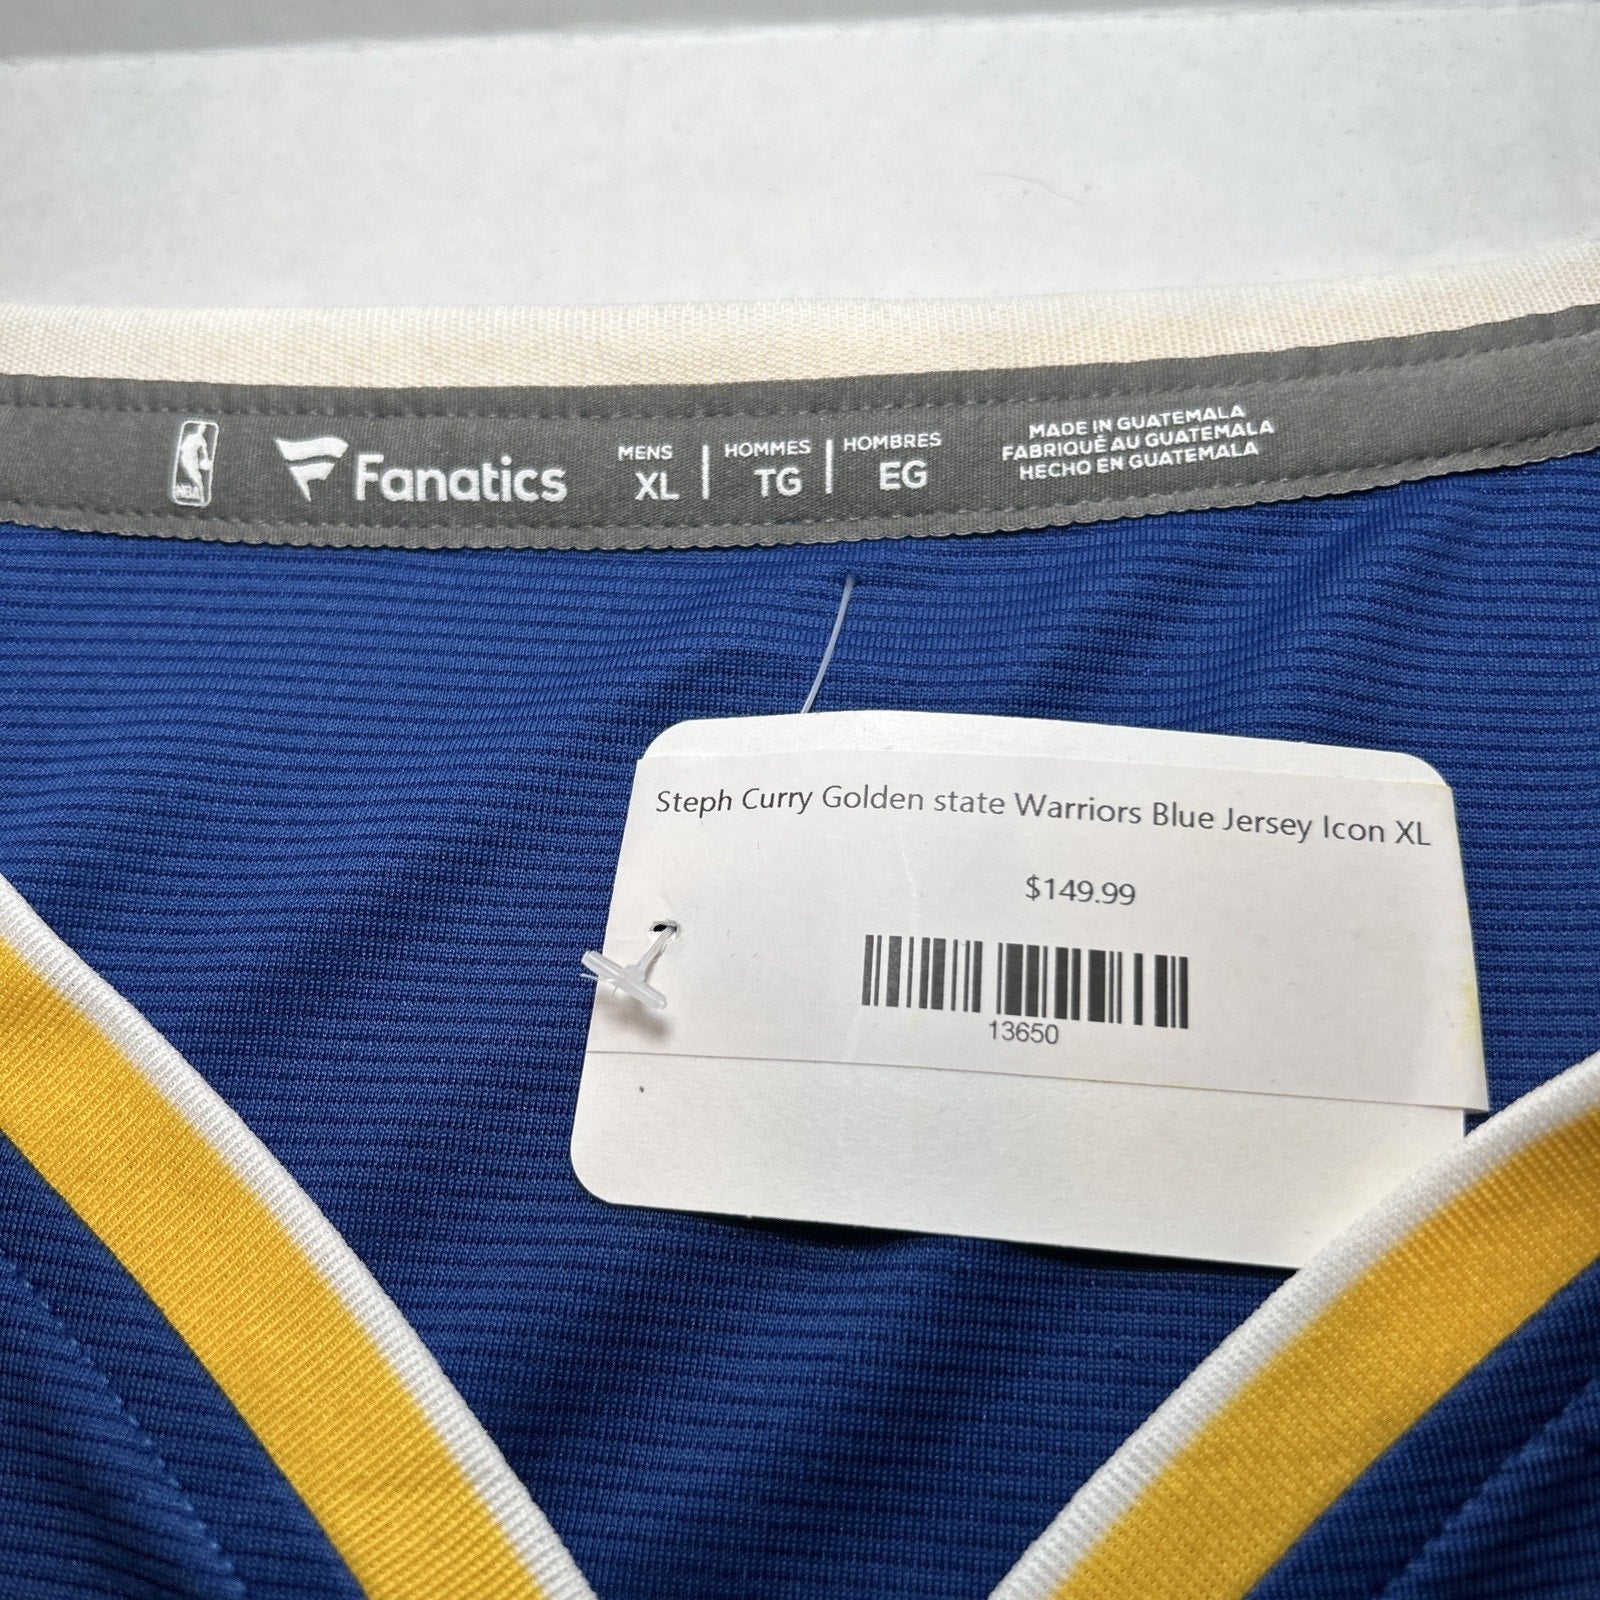 NBA
Fanatics
MENS HOMMES HOMBRES
XL TG EG
MADE IN GUATEMALA
FABRIQUÉ AU GUATEMALA
HECHO EN GUATEMALA
Steph Curry Golden state Warriors Blue Jersey Icon XL
$149.99
13650